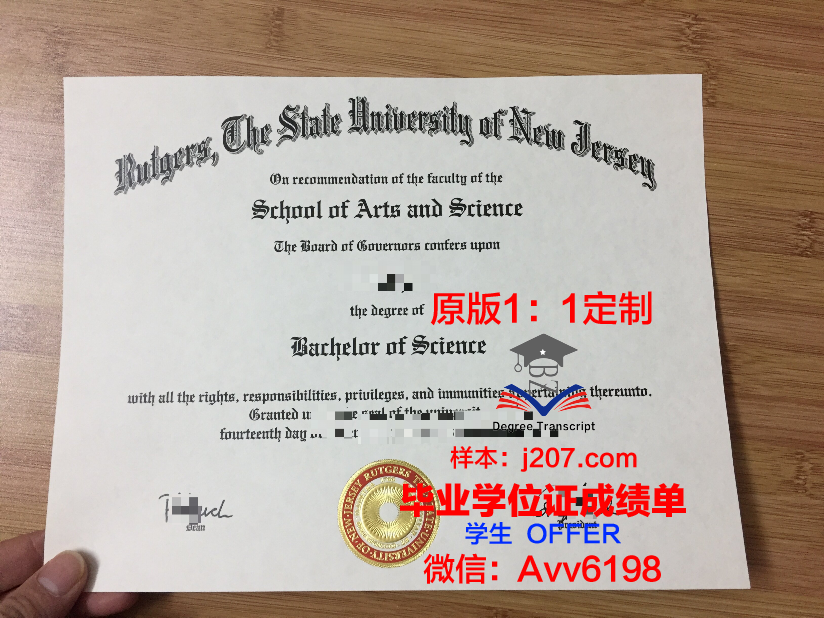 Rutgers, The State University of New Jersey
On recommendation of the faculty of the
School of Arts and Science
The Board of Governors confers upon
the degree of
原版1：1定制
Bachelor of Science
with all the rights, responsibilities, privileges, and immunities thereunto.
Granted
fourteenth day
Degree Transcript
样本：j207.com
毕业学位证成绩单
学生 OFFER
微信：Avv6198
Dean
President